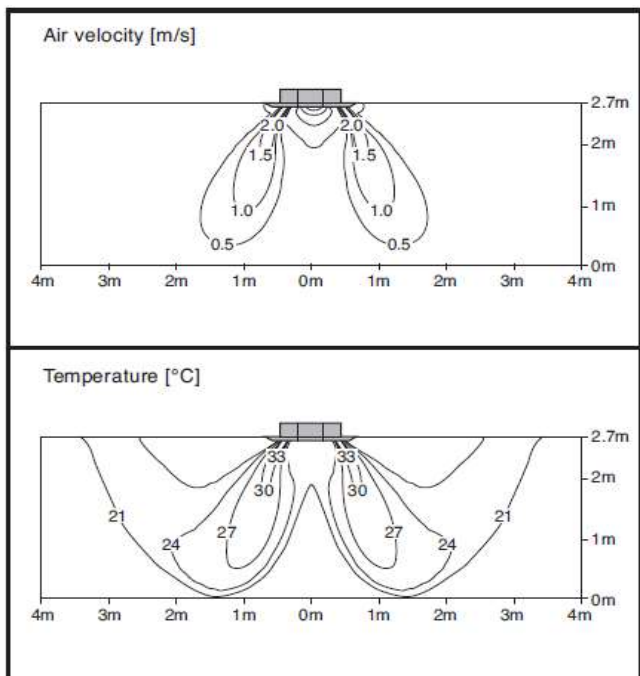 Air velocity [m/s]
2.7m
2.0 2.0
2m
1.5 1.5
1.0 1.0
1m
0.5 0.5
0m
4m 3m 2m 1m 0m 1m 2m 3m 4m
Temperature [°C]
2.7m
33 33
2m
30 30
21 21
27 27
24 24
1m
0m
4m 3m 2m 1m 0m 1m 2m 3m 4m